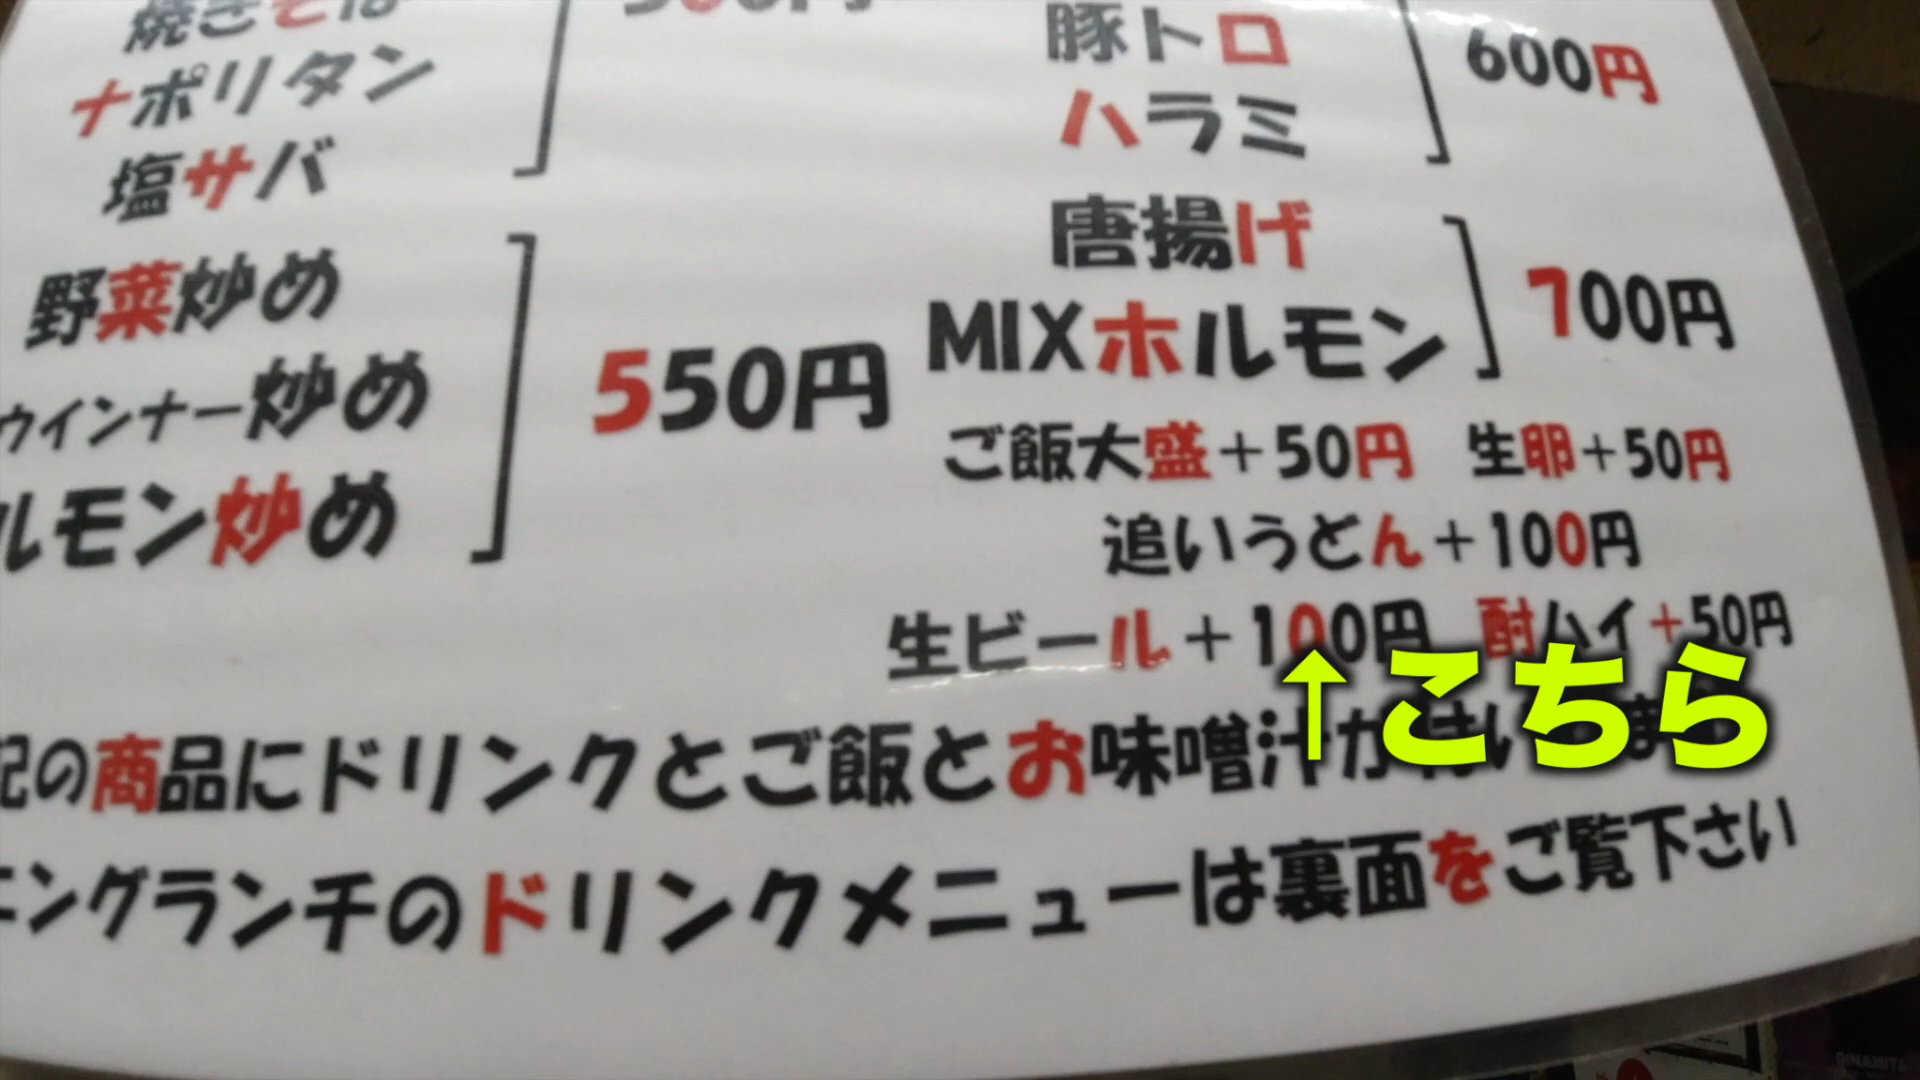 焼きそば
ナポリタン
塩サバ
野菜炒め
ウインナー炒め
ルモン炒め
550円
豚トロ
ハラミ
600円
唐揚げ
MIXホルモン
700円
ご飯大盛+50円 生卵+50円
追いうどん+100円
生ビール+100円 酎ハイ+50円
↑こちら
記の商品にドリンクとご飯とお味噌汁が
ングランチのドリンクメニューは裏面をご覧下さい